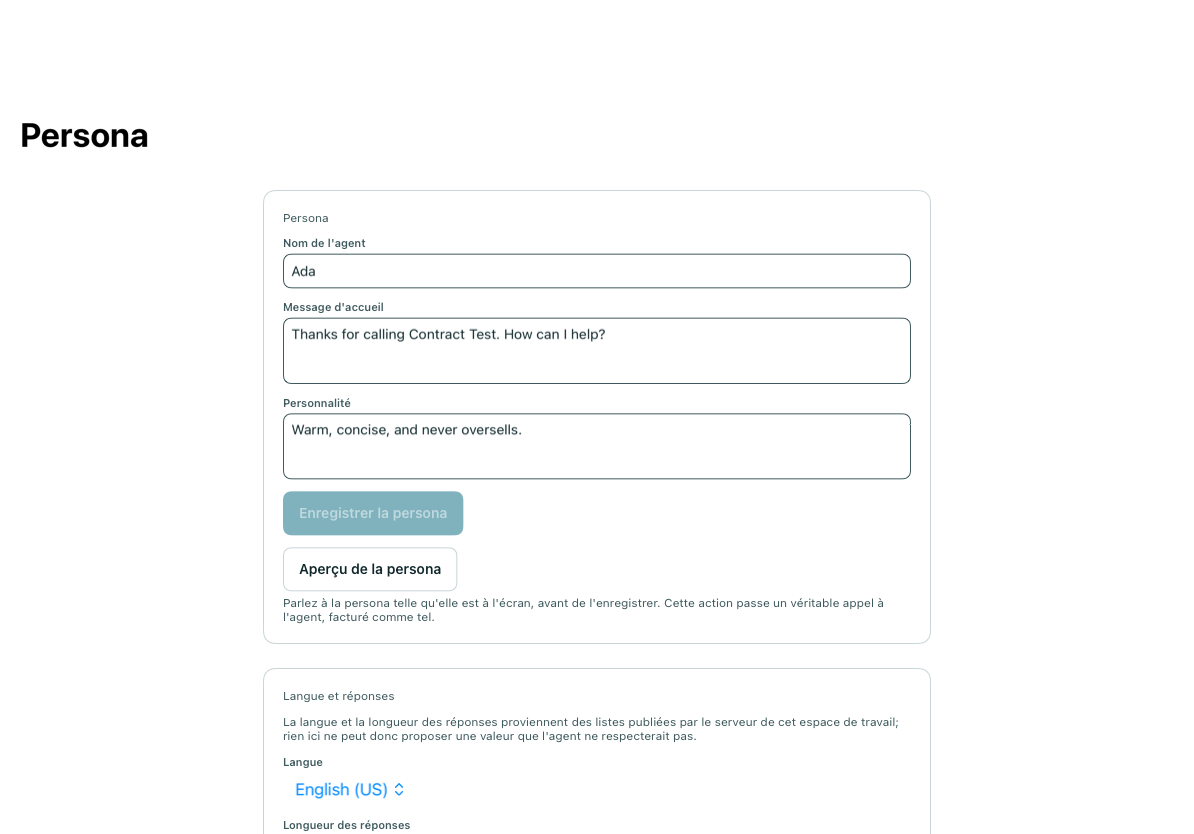 Persona
Persona
Nom de l'agent
Ada
Message d'accueil
Thanks for calling Contract Test. How can I help?
Personnalité
Warm, concise, and never oversells.
Enregistrer la persona
Aperçu de la persona
Parlez à la persona telle qu'elle est à l'écran, avant de l'enregistrer. Cette action passe un véritable appel à
l'agent, facturé comme tel.
Langue et réponses
La langue et la longueur des réponses proviennent des listes publiées par le serveur de cet espace de travail;
rien ici ne peut donc proposer une valeur que l'agent ne respecterait pas.
Langue
English (US)
Longueur des réponses